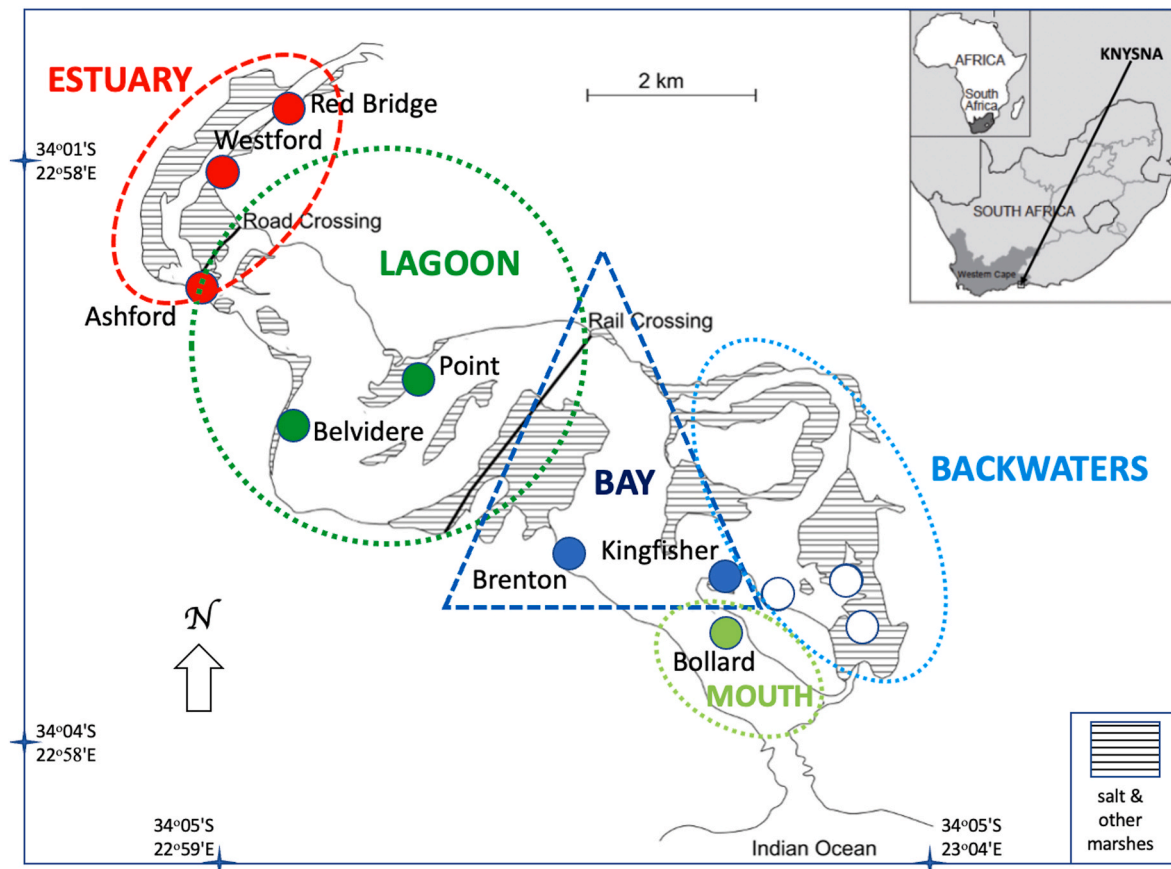 ESTUARY
Red Bridge
Westford
34°01'S
22°58'E
Road Crossing
LAGOON
Ashford
Rail Crossing
Point
Belvidere
BAY
BACKWATERS
Kingfisher
Brenton
Bollard
MOUTH
N
2 km
AFRICA
South
Africa
KNYSNA
SOUTH AFRICA
Western Cape
34°04'S
22°58'E
34°05'S
22°59'E
Indian Ocean
34°05'S
23°04'E
salt &
other
marshes